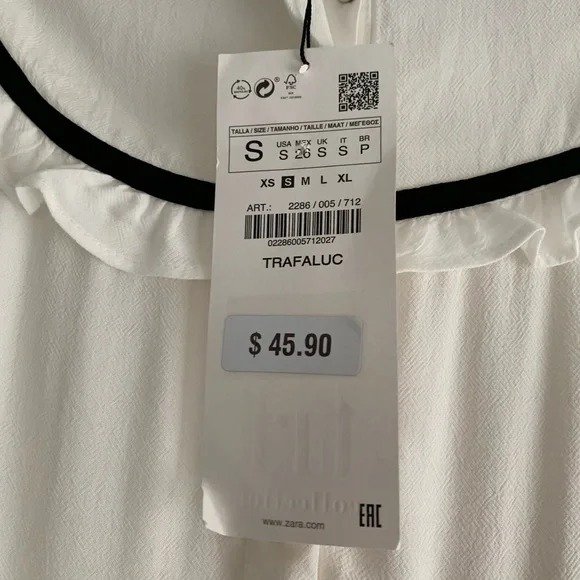 TALLA / SIZE / TAMANHO / TAILLE / MAAT / ΜΕΓΕΘΟΣ
S USA S MEX 26 UK S IT S BR P
XS S M L XL
ART.: 2286 / 005 / 712
02286005712027
TRAFALUC
$ 45.90
www.zara.com
EAC